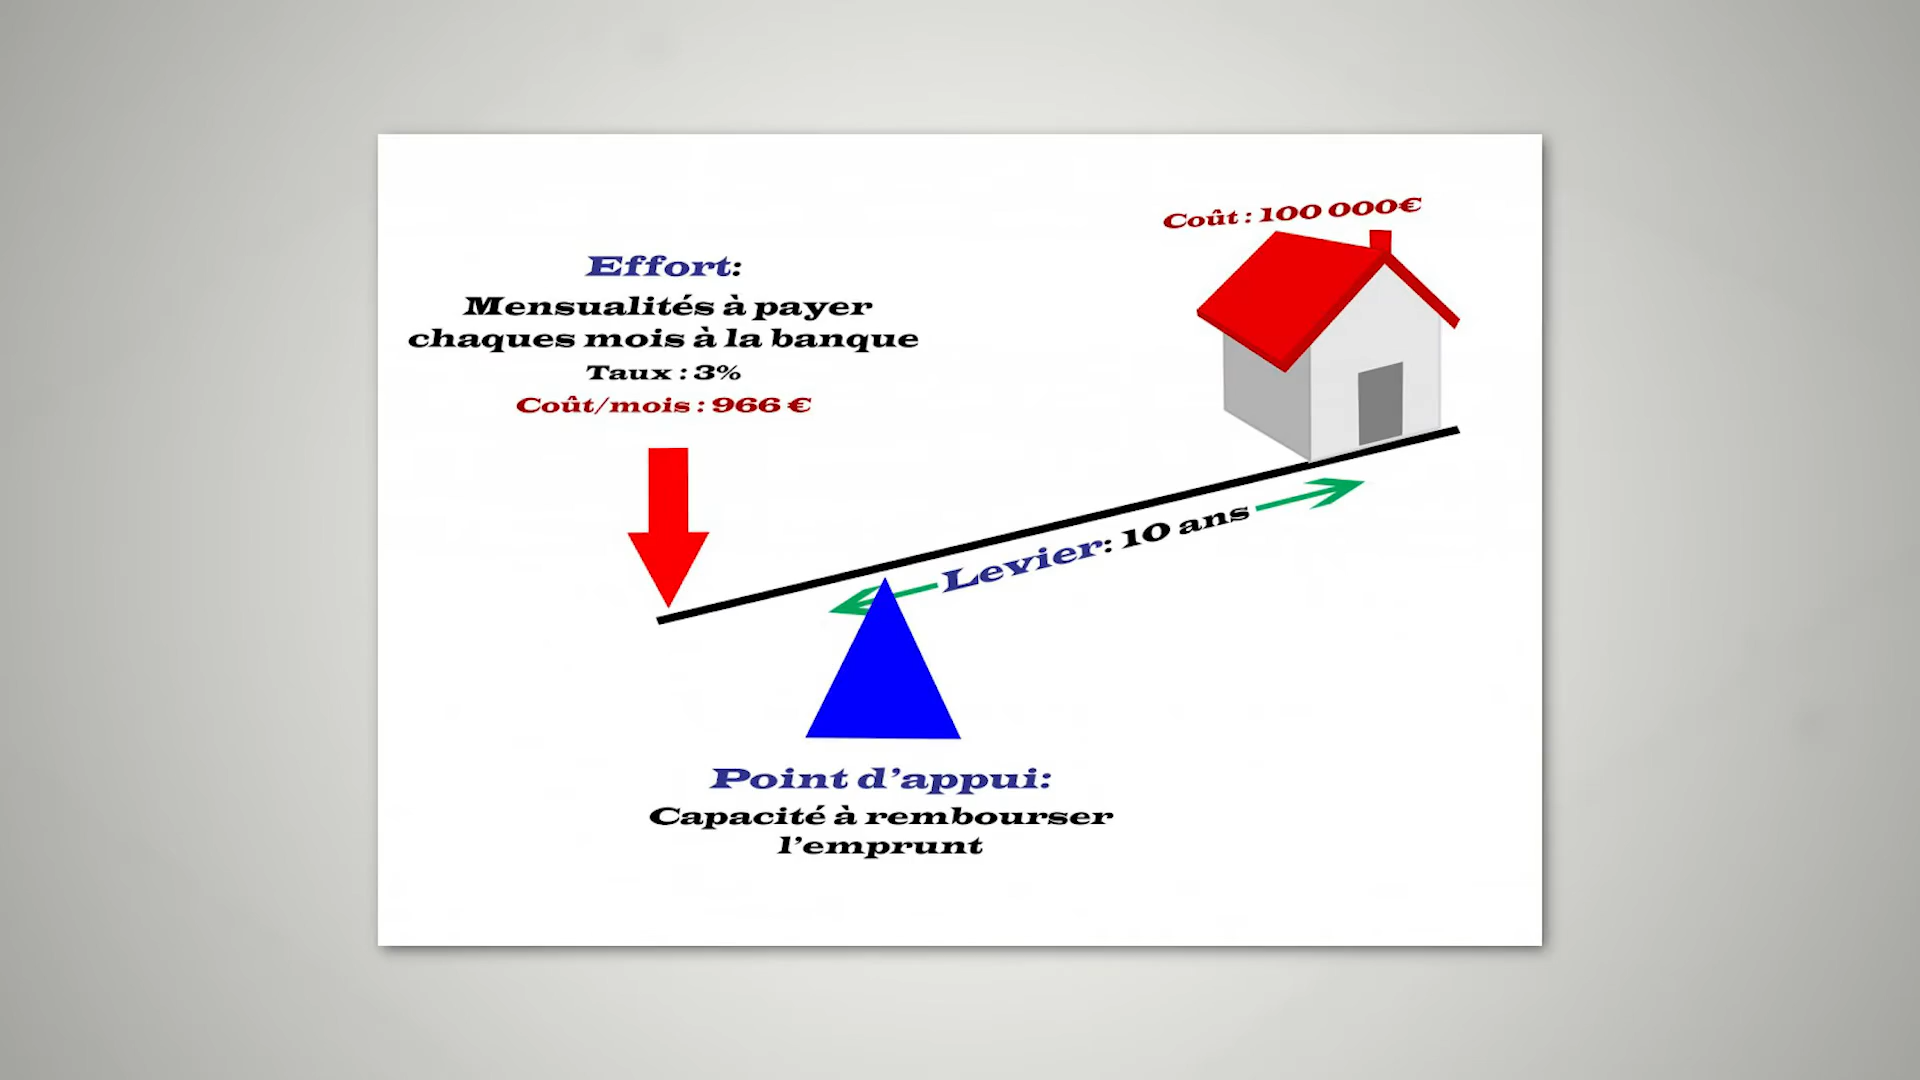 Coût : 100 000€
Effort:
Mensualités à payer
chaques mois à la banque
Taux : 3%
Coût/mois : 966 €
Levier: 10 ans
Point d'appui:
Capacité à rembourser
l'emprunt